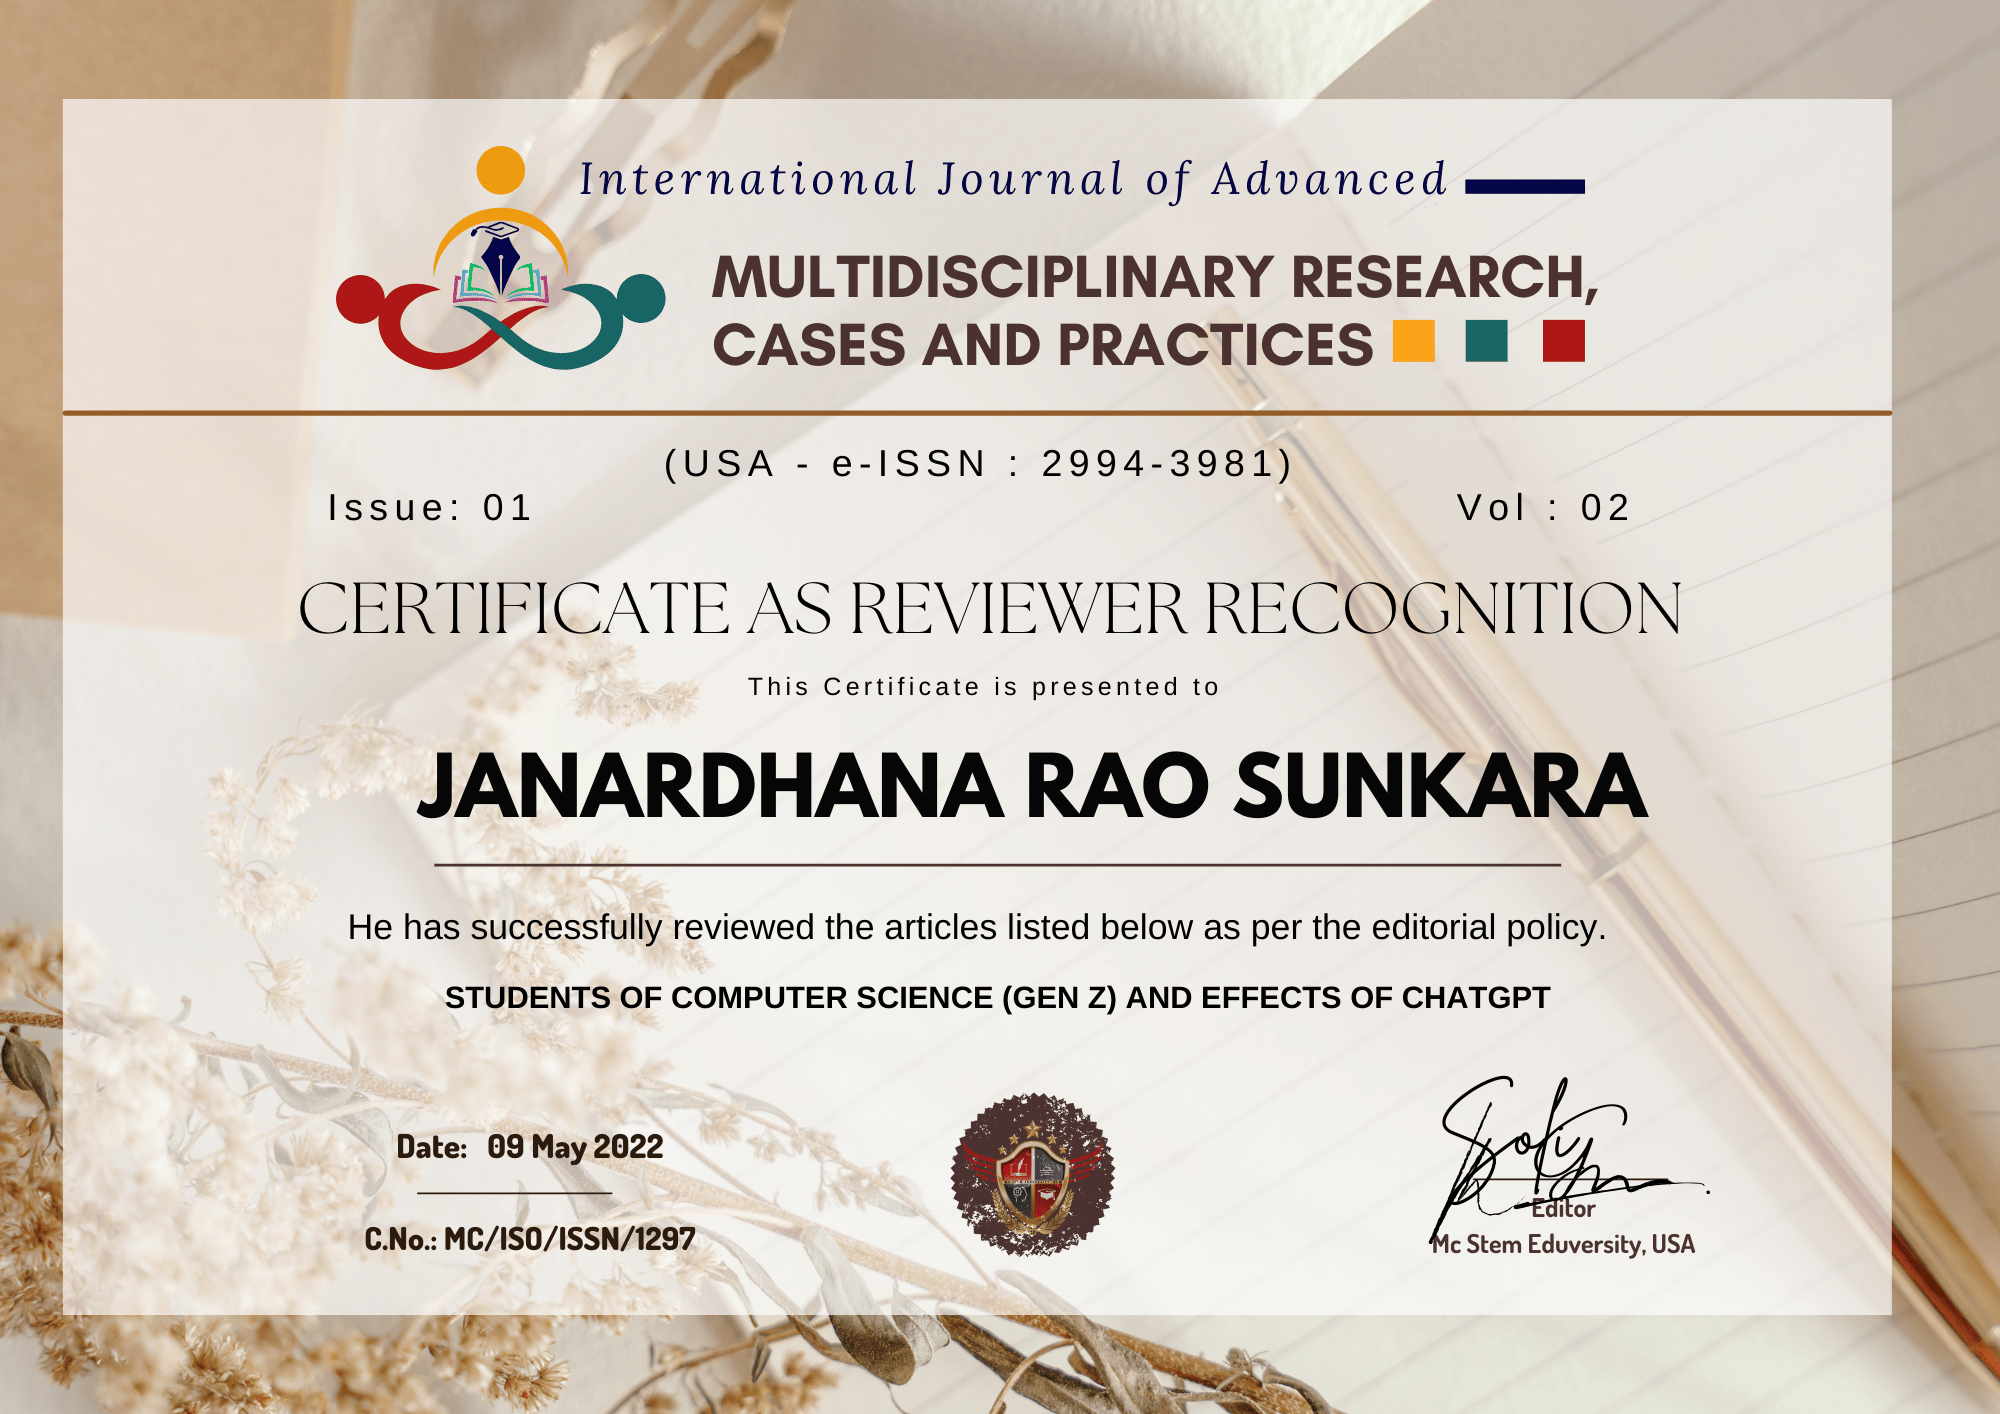 International Journal of Advanced
MULTIDISCIPLINARY RESEARCH,
CASES AND PRACTICES
(USA - e-ISSN : 2994-3981)
Issue: 01
Vol : 02
CERTIFICATE AS REVIEWER RECOGNITION
This Certificate is presented to
JANARDHANA RAO SUNKARA
He has successfully reviewed the articles listed below as per the editorial policy.
STUDENTS OF COMPUTER SCIENCE (GEN Z) AND EFFECTS OF CHATGPT
Date: 09 May 2022
C.No.: MC/ISO/ISSN/1297
Editor
Mc Stem Eduversity, USA